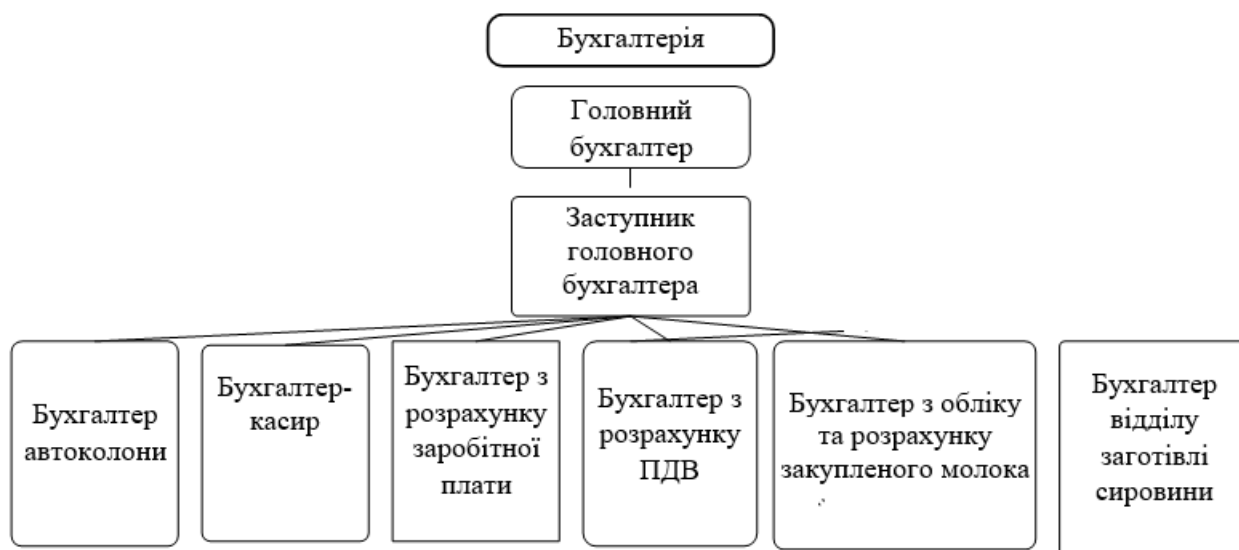 Бухгалтерія
Головний
бухгалтер
Заступник
головного
бухгалтера
Бухгалтер
автоколони
Бухгалтер-
касир
Бухгалтер з
розрахунку
заробітної
плати
Бухгалтер з
розрахунку
ПДВ
Бухгалтер з обліку
та розрахунку
закупленого молока
Бухгалтер
відділу
заготівлі
сировини